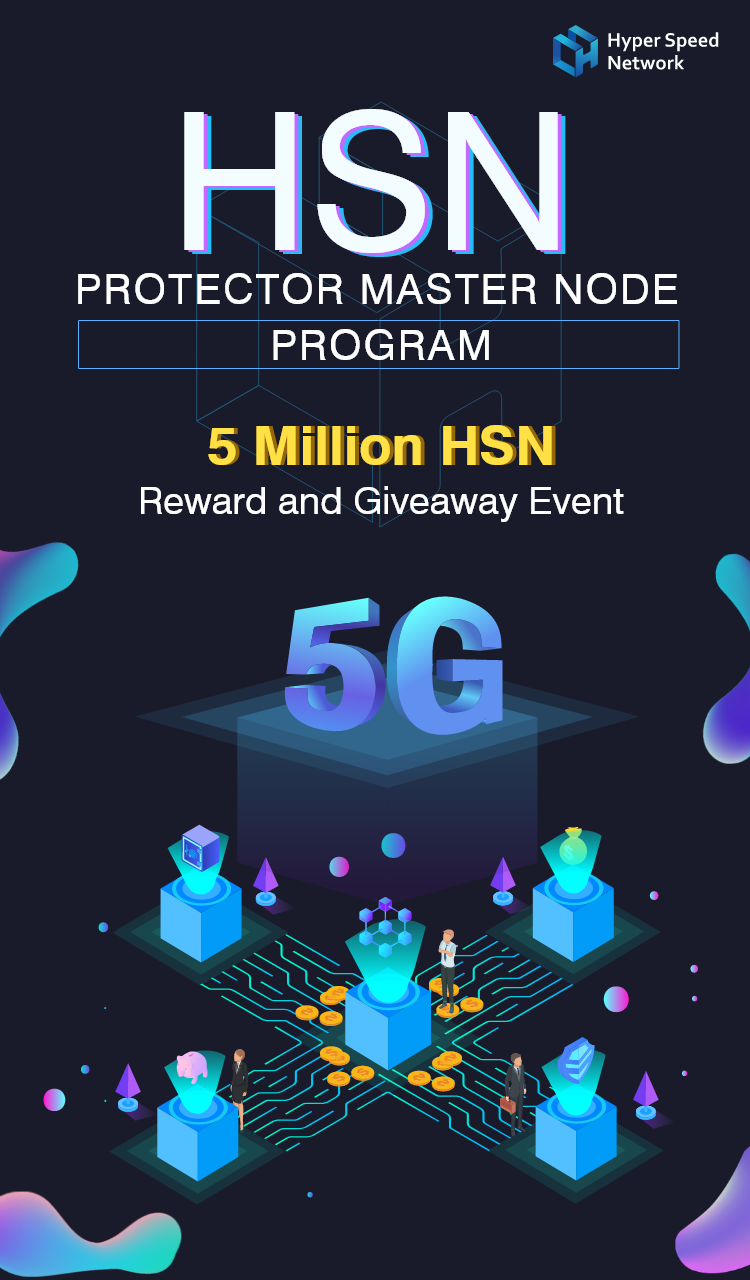 Hyper Speed
Network
HSN
PROTECTOR MASTER NODE
PROGRAM
5 Million HSN
Reward and Giveaway Event
5G